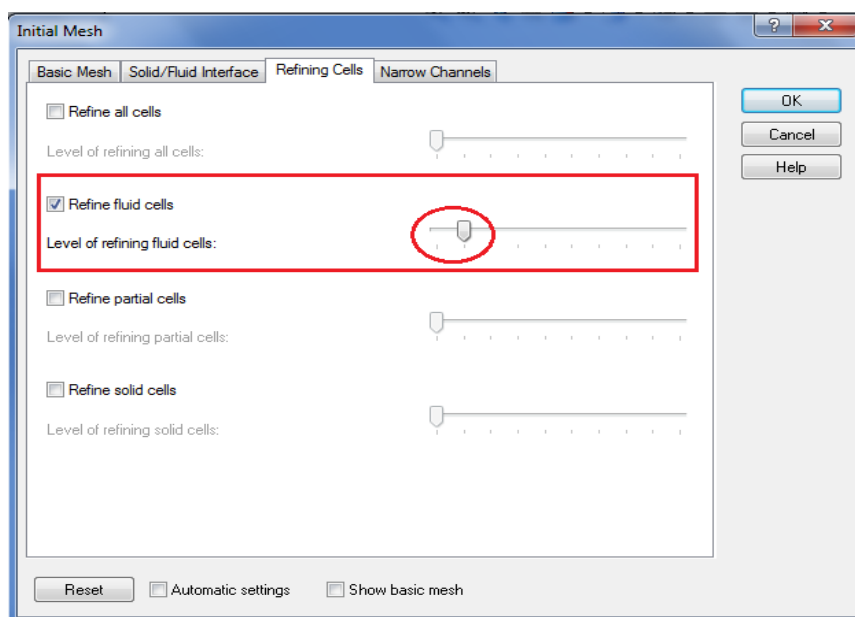 Initial Mesh
Basic Mesh Solid/Fluid Interface Refining Cells Narrow Channels
Refine all cells
Level of refining all cells:
Refine fluid cells
Level of refining fluid cells:
Refine partial cells
Level of refining partial cells:
Refine solid cells
Level of refining solid cells:
OK
Cancel
Help
Reset Automatic settings Show basic mesh